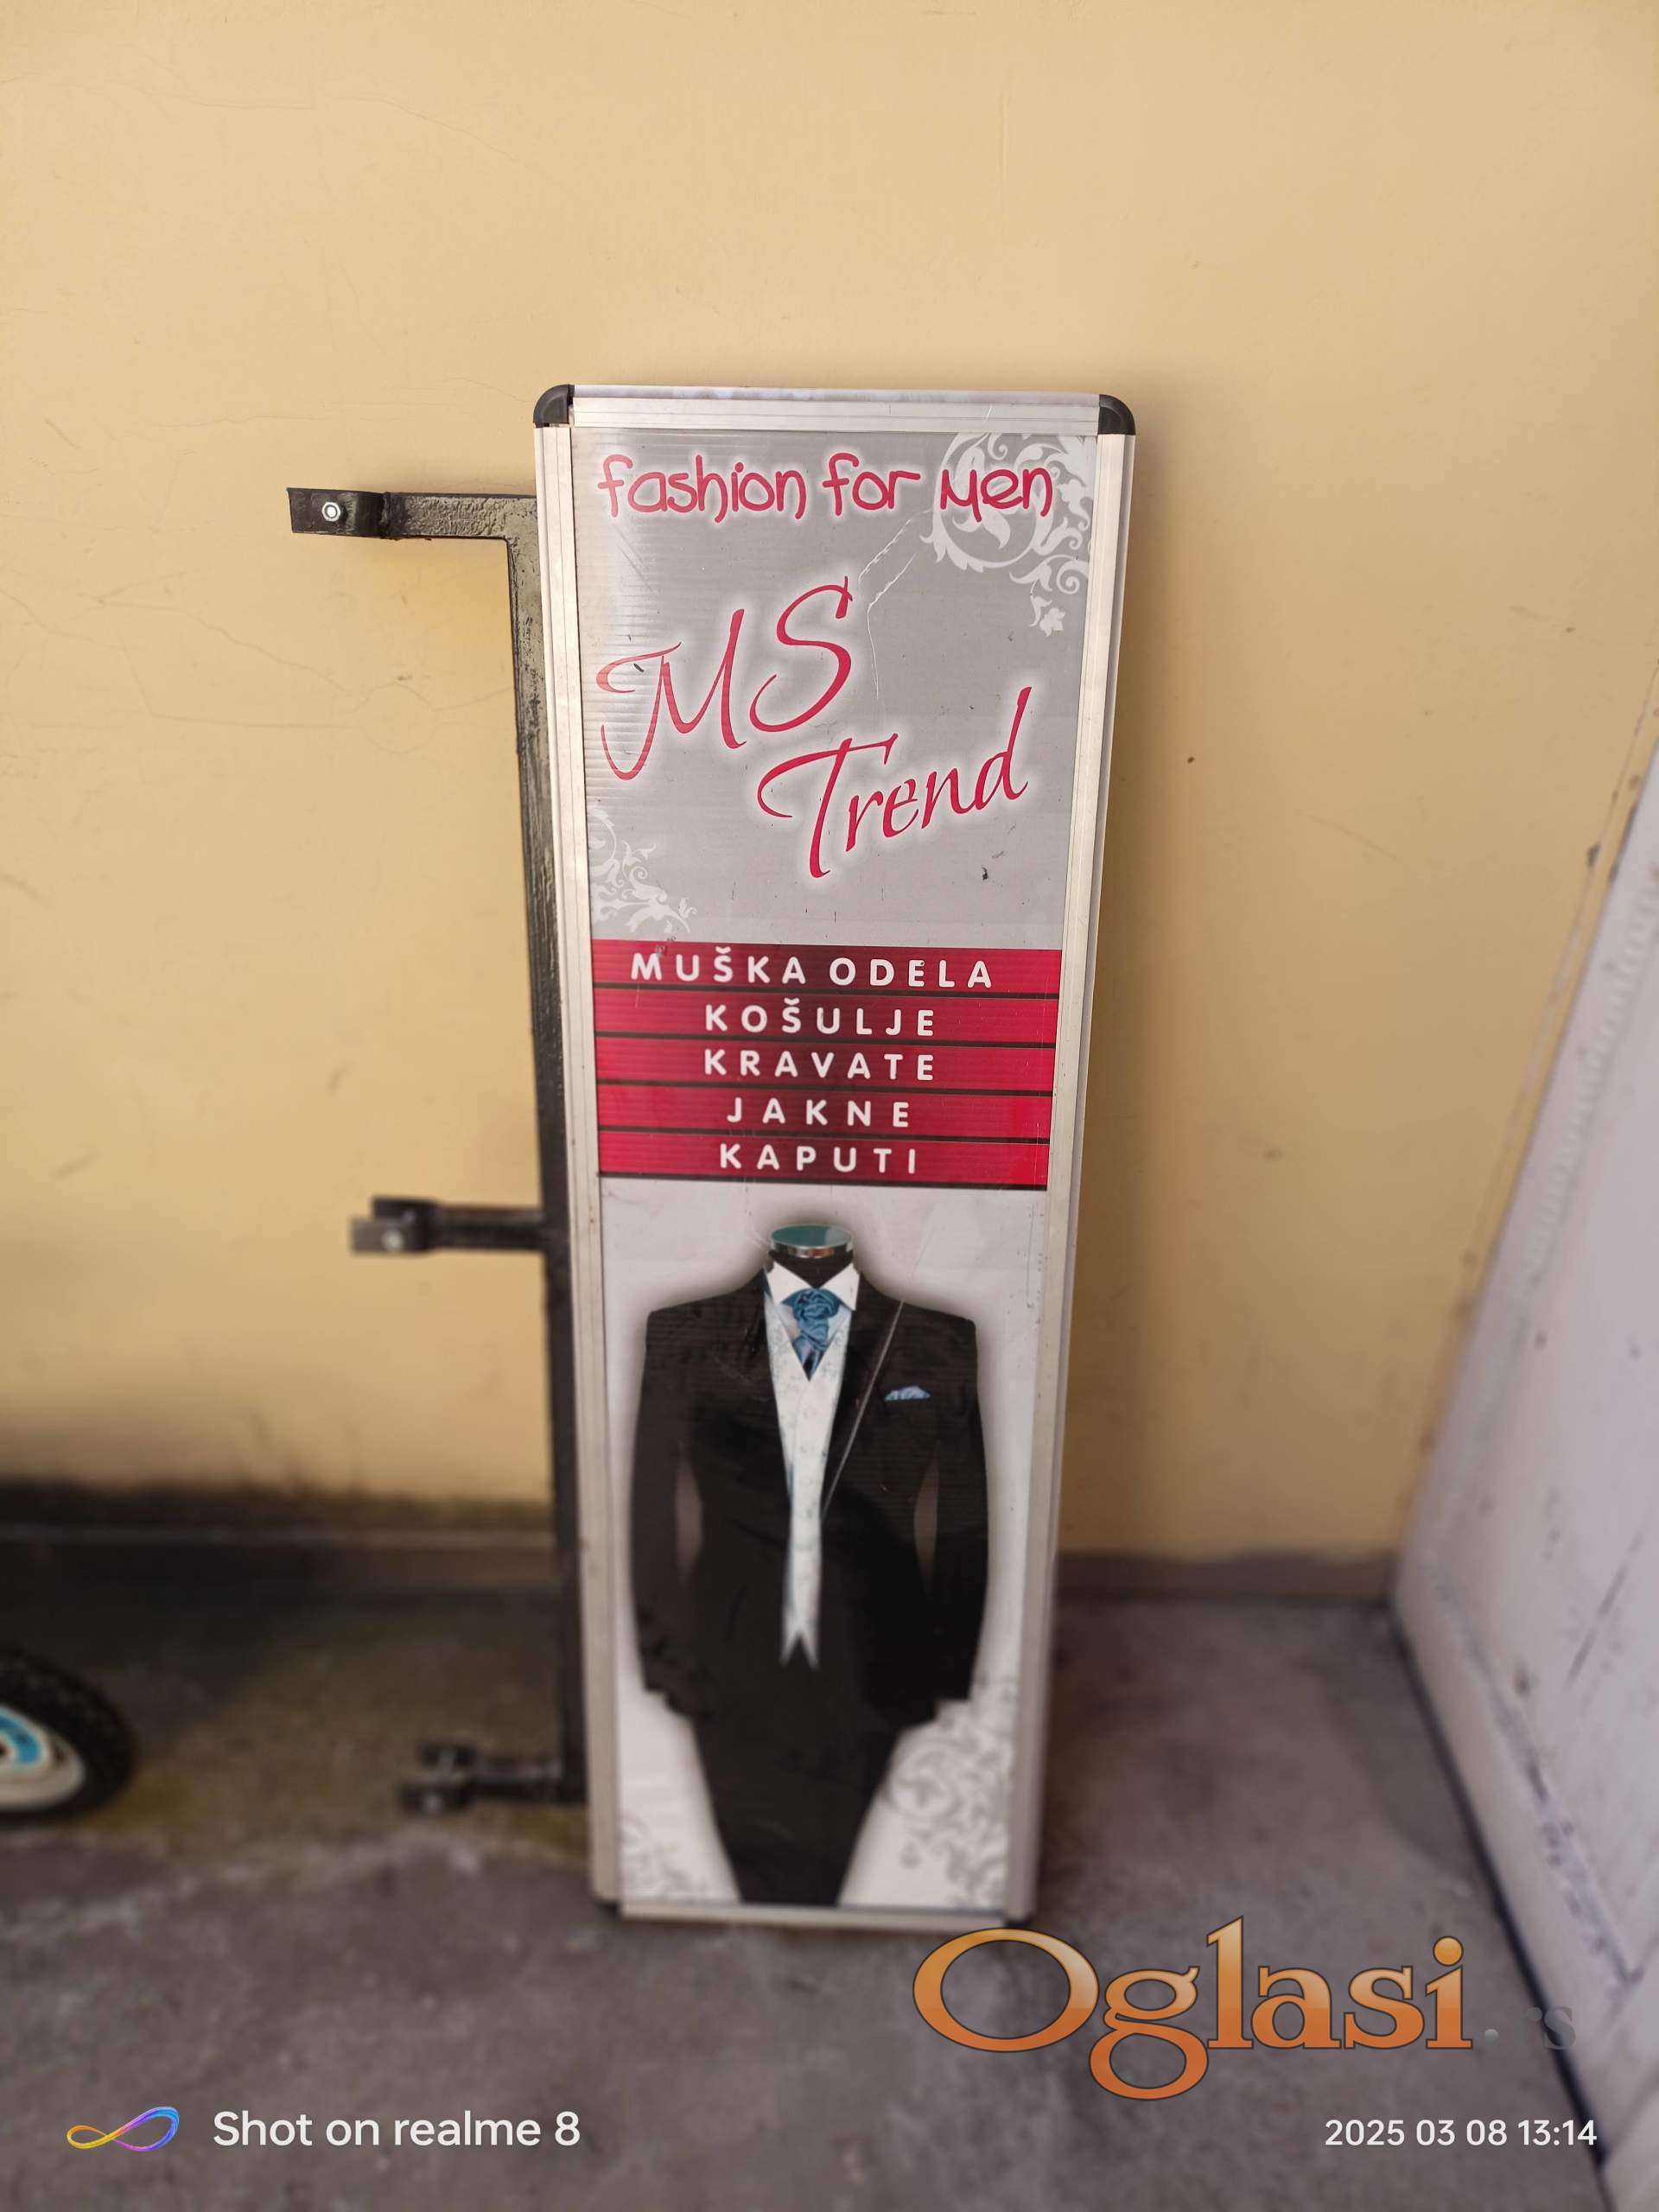 fashion for Men
MS
Trend
MUŠKA ODELA
KOŠULJE
KRAVATE
JAKNE
KAPUTI
Oglasi.rs
Shot on realme 8
2025 03 08 13:14